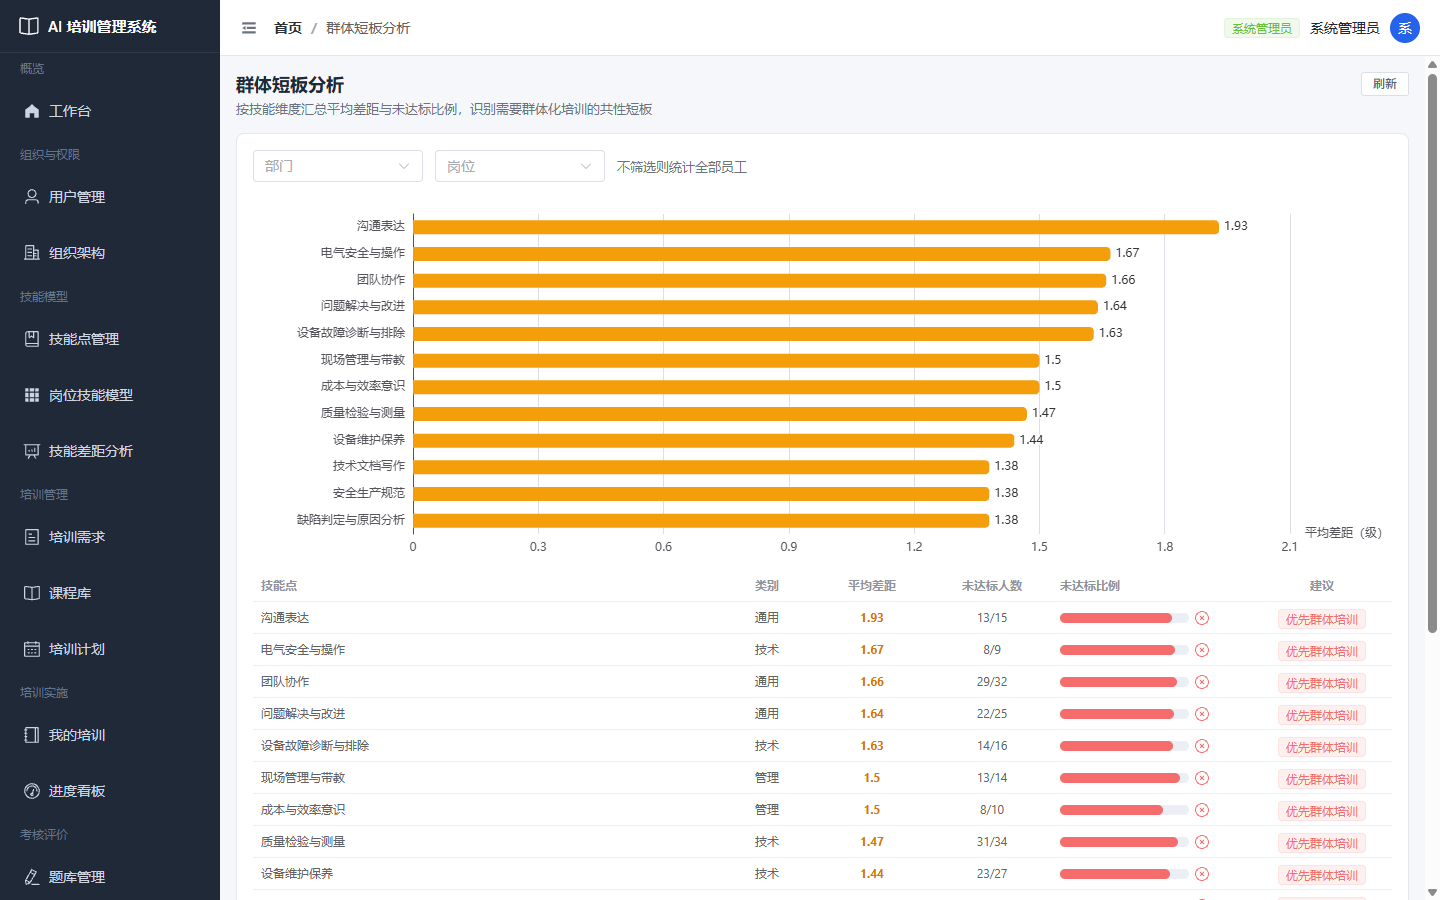 AI 培训管理系统
概览
工作台
组织与权限
用户管理
组织架构
技能模型
技能点管理
岗位技能模型
技能差距分析
培训管理
培训需求
课程库
培训计划
培训实施
我的培训
进度看板
考核评价
题库管理
首页 / 群体短板分析
系统管理员 系统管理员 系
群体短板分析
刷新
按技能维度汇总平均差距与未达标比例，识别需要群体化培训的共性短板
部门 岗位 不筛选则统计全部员工
沟通表达 1.93
电气安全与操作 1.67
团队协作 1.66
问题解决与改进 1.64
设备故障诊断与排除 1.63
现场管理与带教 1.5
成本与效率意识 1.5
质量检验与测量 1.47
设备维护保养 1.44
技术文档写作 1.38
安全生产规范 1.38
缺陷判定与原因分析 1.38
平均差距（级）
0 0.3 0.6 0.9 1.2 1.5 1.8 2.1
技能点 类别 平均差距 未达标人数 未达标比例 建议
沟通表达 通用 1.93 13/15 优先群体培训
电气安全与操作 技术 1.67 8/9 优先群体培训
团队协作 通用 1.66 29/32 优先群体培训
问题解决与改进 通用 1.64 22/25 优先群体培训
设备故障诊断与排除 技术 1.63 14/16 优先群体培训
现场管理与带教 管理 1.5 13/14 优先群体培训
成本与效率意识 管理 1.5 8/10 优先群体培训
质量检验与测量 技术 1.47 31/34 优先群体培训
设备维护保养 技术 1.44 23/27 优先群体培训